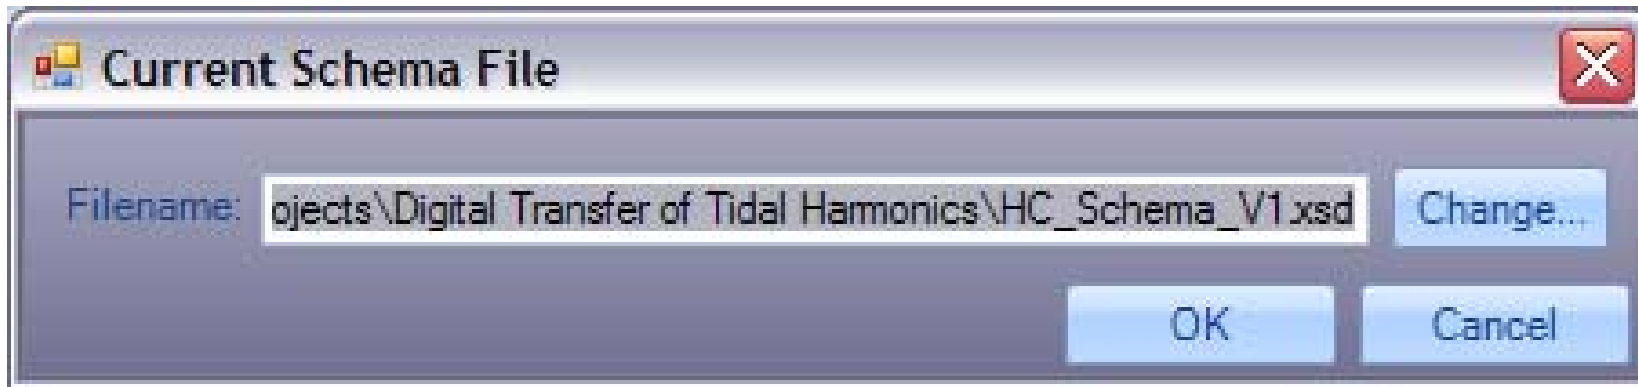 Current Schema File
Filename: ojects\Digital Transfer of Tidal Harmonics\HC_Schema_V1.xsd Change...
OK Cancel